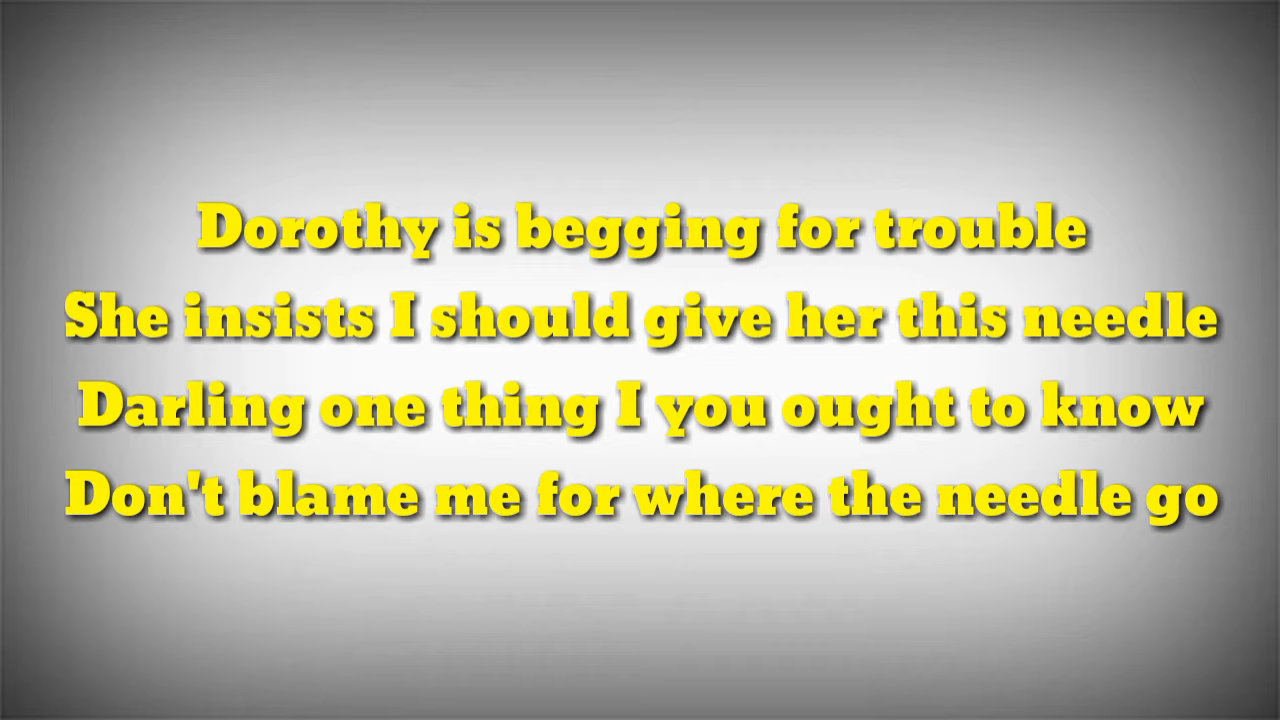 Dorothy is begging for trouble
She insists I should give her this needle
Darling one thing I you ought to know
Don't blame me for where the needle go